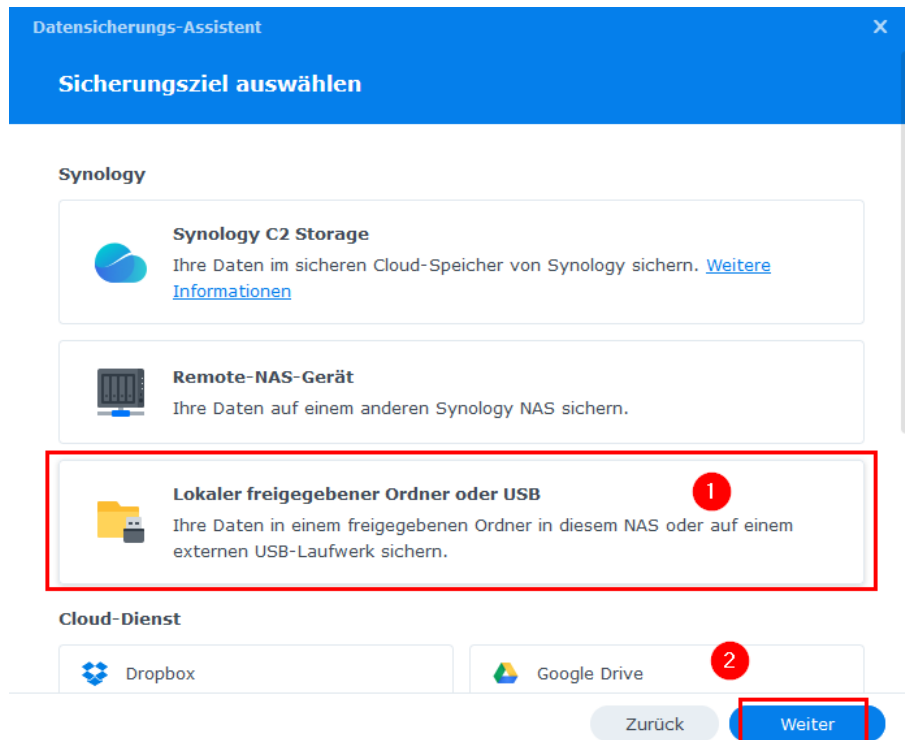 Datensicherungs-Assistent
Sicherungsziel auswählen
Synology
Synology C2 Storage
Ihre Daten im sicheren Cloud-Speicher von Synology sichern. Weitere
Informationen
Remote-NAS-Gerät
Ihre Daten auf einem anderen Synology NAS sichern.
Lokaler freigegebener Ordner oder USB
1
Ihre Daten in einem freigegebenen Ordner in diesem NAS oder auf einem
externen USB-Laufwerk sichern.
Cloud-Dienst
Dropbox
Google Drive
2
Zurück
Weiter